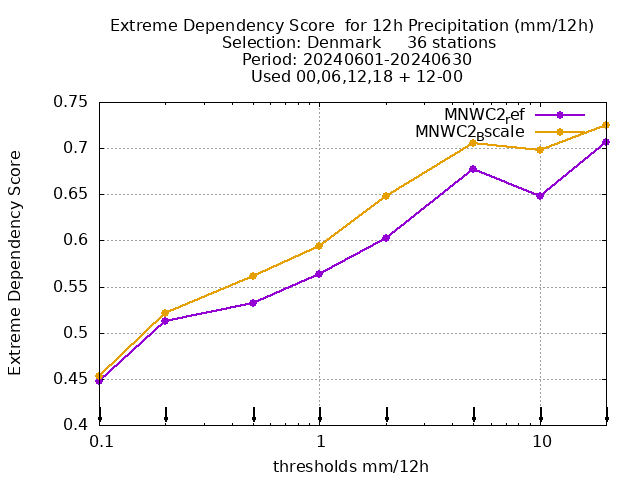 Extreme Dependency Score  for 12h Precipitation (mm/12h)
Selection: Denmark     36 stations
Period: 20240601-20240630
Used 00,06,12,18 + 12-00
MNWC2ref
MNWC2Bscale
0.75
0.7
0.65
0.6
0.55
0.5
0.45
0.4
Extreme Dependency Score
0.1
1
10
thresholds mm/12h